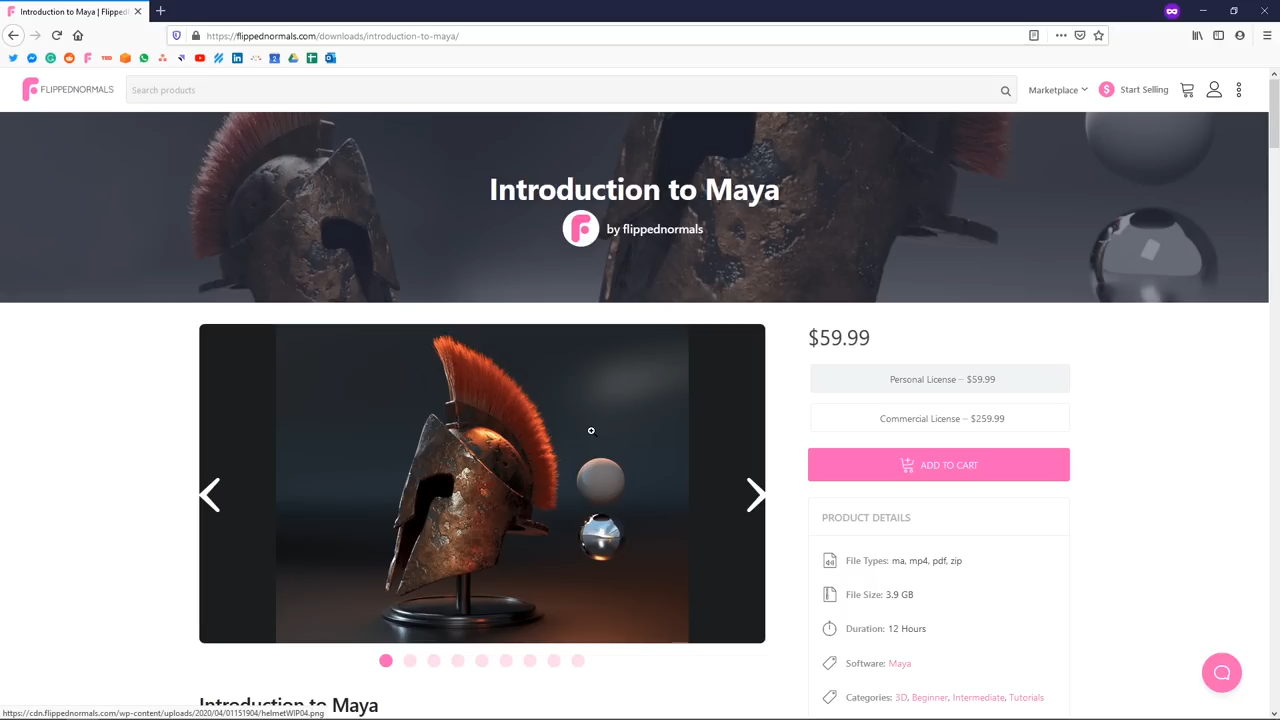 Introduction to Maya | Flipped
https://flippednormals.com/downloads/introduction-to-maya/
TED
FLIPPEDNORMALS
Search products
Marketplace
$ Start Selling
Introduction to Maya
by flippednormals
$59.99
Personal License – $59.99
Commercial License – $259.99
ADD TO CART
PRODUCT DETAILS
File Types: ma, mp4, pdf, zip
File Size: 3.9 GB
Duration: 12 Hours
Software: Maya
Categories: 3D, Beginner, Intermediate, Tutorials
Introduction to Maya
https://cdn.flippednormals.com/wp-content/uploads/2020/04/01151904/helmetWIP04.png